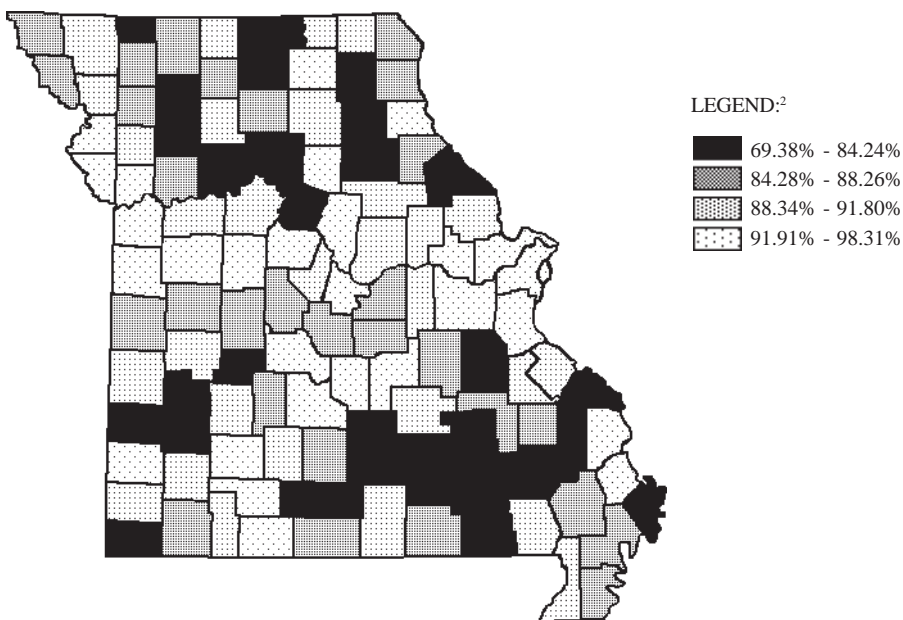 LEGEND:²
69.38% - 84.24%
84.28% - 88.26%
88.34% - 91.80%
91.91% - 98.31%